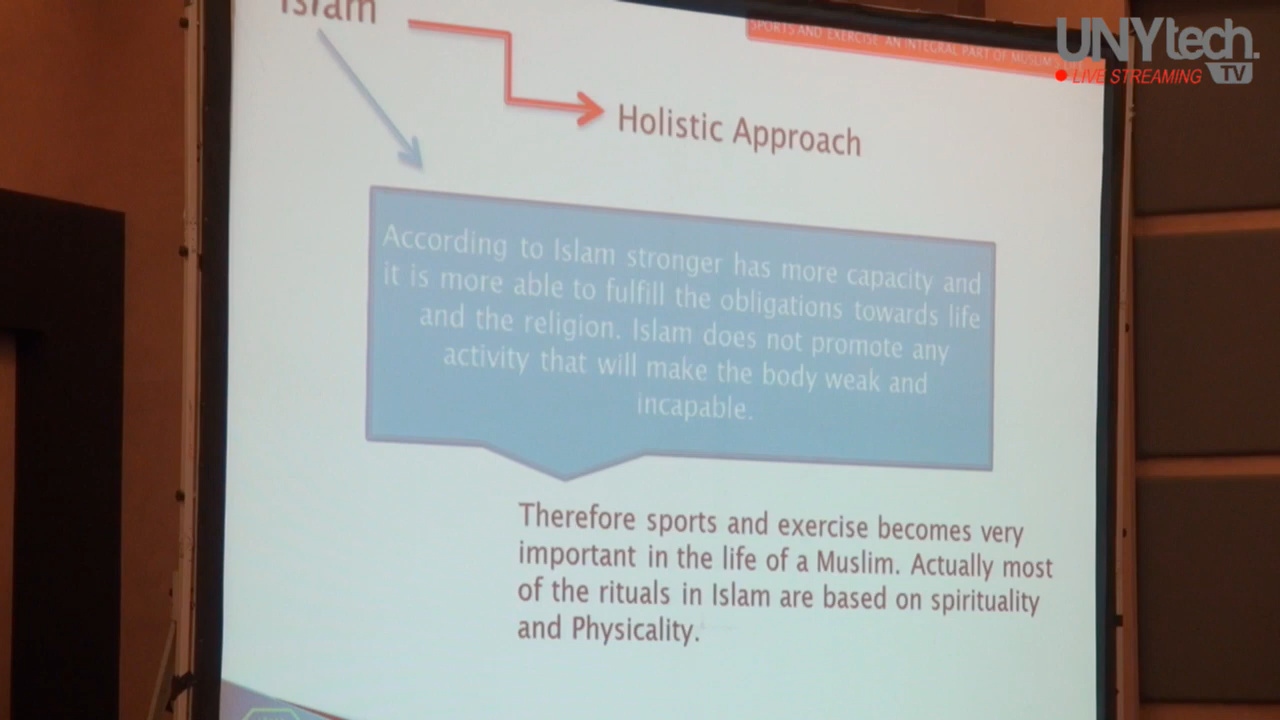 Islam
SPORTS AND EXERCISE: AN INTEGRAL PART OF MUSLIM'S
UNYtech.
LIVE STREAMING TV
Holistic Approach
According to Islam stronger has more capacity and
it is more able to fulfill the obligations towards life
and the religion. Islam does not promote any
activity that will make the body weak and
incapable.
Therefore sports and exercise becomes very
important in the life of a Muslim. Actually most
of the rituals in Islam are based on spirituality
and Physicality.